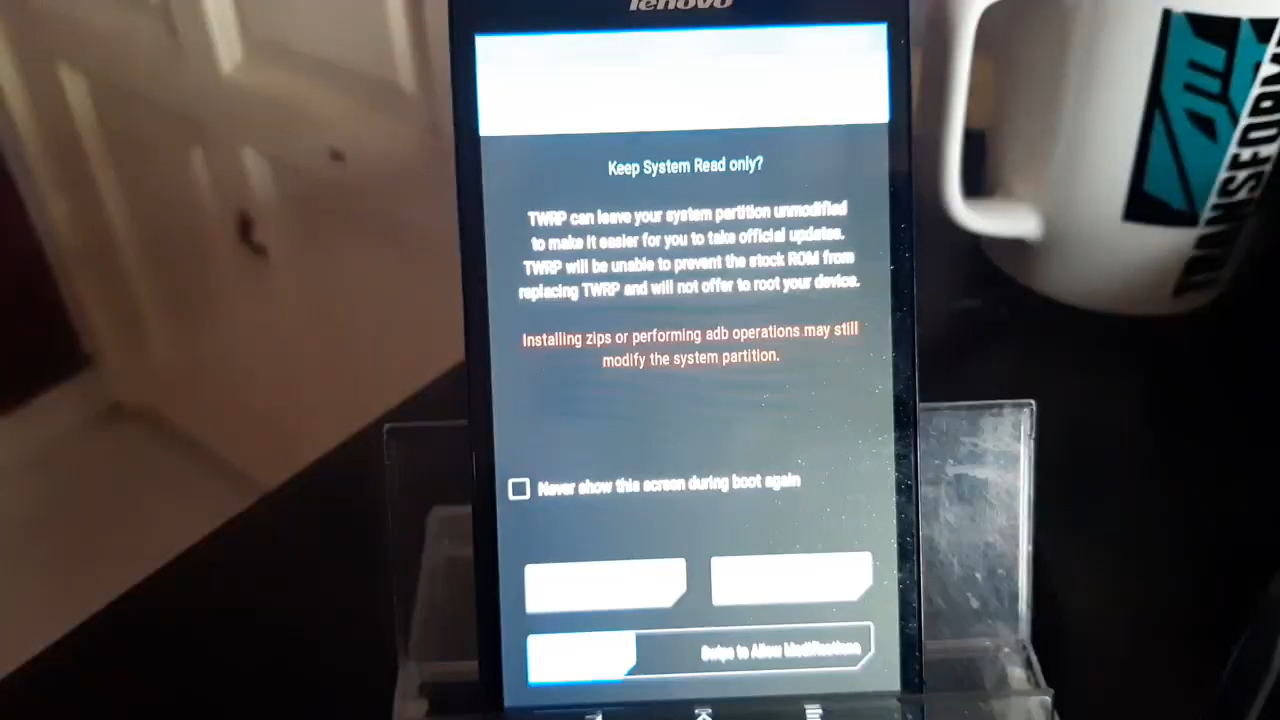 lenovo
Keep System Read only?
TWRP can leave your system partition unmodified
to make it easier for you to take official updates.
TWRP will be unable to prevent the stock ROM from
replacing TWRP and will not offer to root your device.
Installing zips or performing adb operations may still
modify the system partition.
Never show this screen during boot again
Swipe to Allow Modifications
TRANSFORM